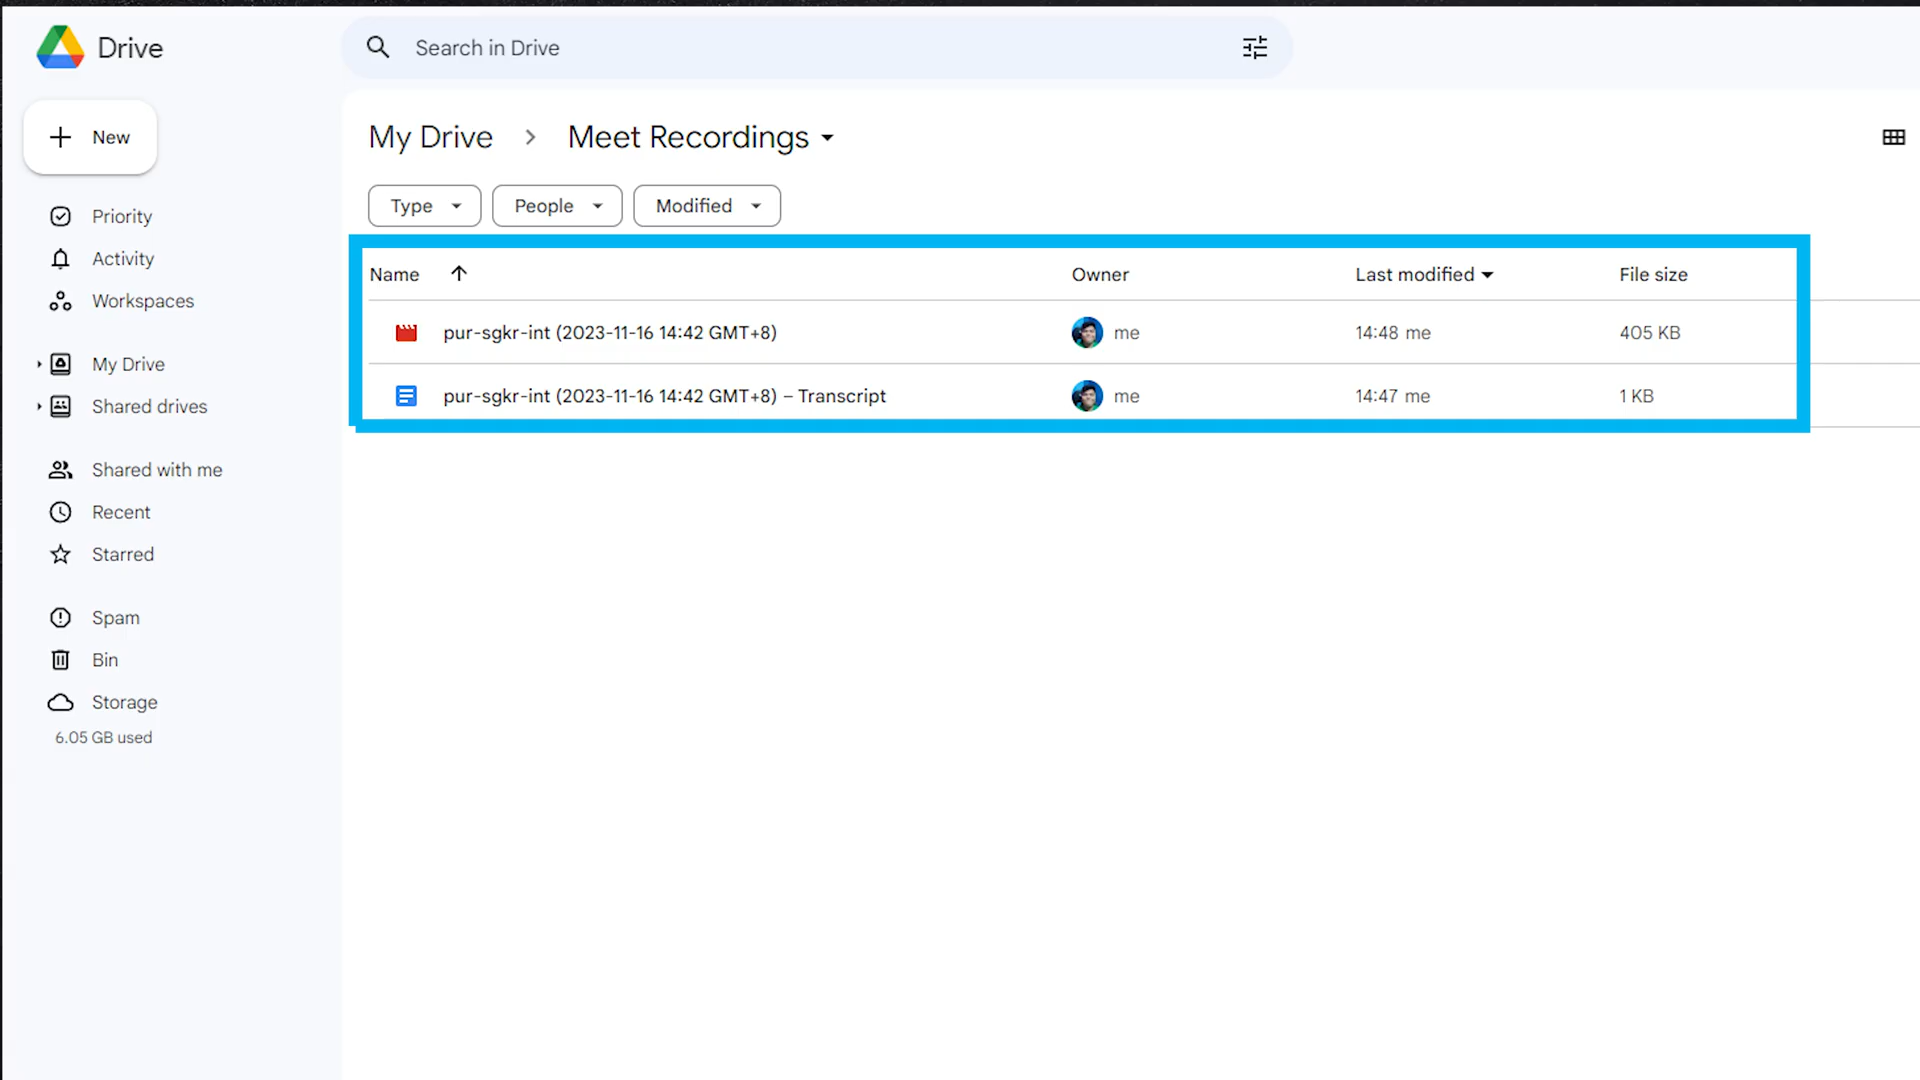 Drive
Search in Drive
New
My Drive > Meet Recordings
Type
People
Modified
Priority
Activity
Workspaces
My Drive
Shared drives
Shared with me
Recent
Starred
Spam
Bin
Storage
6.05 GB used
Name Owner Last modified File size
pur-sgkr-int (2023-11-16 14:42 GMT+8) me 14:48 me 405 KB
pur-sgkr-int (2023-11-16 14:42 GMT+8) – Transcript me 14:47 me 1 KB